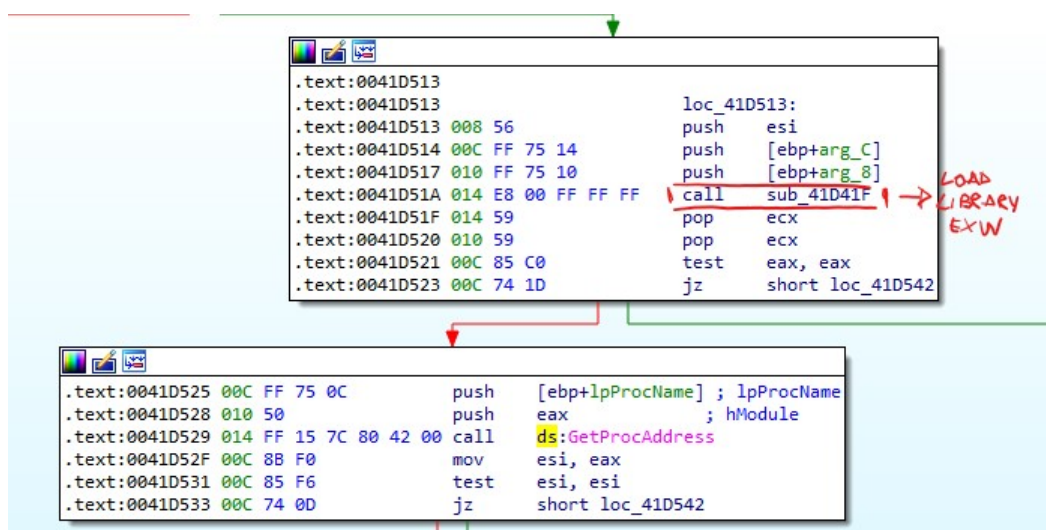 .text:0041D513
.text:0041D513 loc_41D513:
.text:0041D513 008 56 push esi
.text:0041D514 00C FF 75 14 push [ebp+arg_C]
.text:0041D517 010 FF 75 10 push [ebp+arg_8]
.text:0041D51A 014 E8 00 FF FF FF call sub_41D41F
LOAD
LIBRARY
EXW
.text:0041D51F 014 59 pop ecx
.text:0041D520 010 59 pop ecx
.text:0041D521 00C 85 C0 test eax, eax
.text:0041D523 00C 74 1D jz short loc_41D542
.text:0041D525 00C FF 75 0C push [ebp+lpProcName] ; lpProcName
.text:0041D528 010 50 push eax ; hModule
.text:0041D529 014 FF 15 7C 80 42 00 call ds:GetProcAddress
.text:0041D52F 00C 8B F0 mov esi, eax
.text:0041D531 00C 85 F6 test esi, esi
.text:0041D533 00C 74 0D jz short loc_41D542